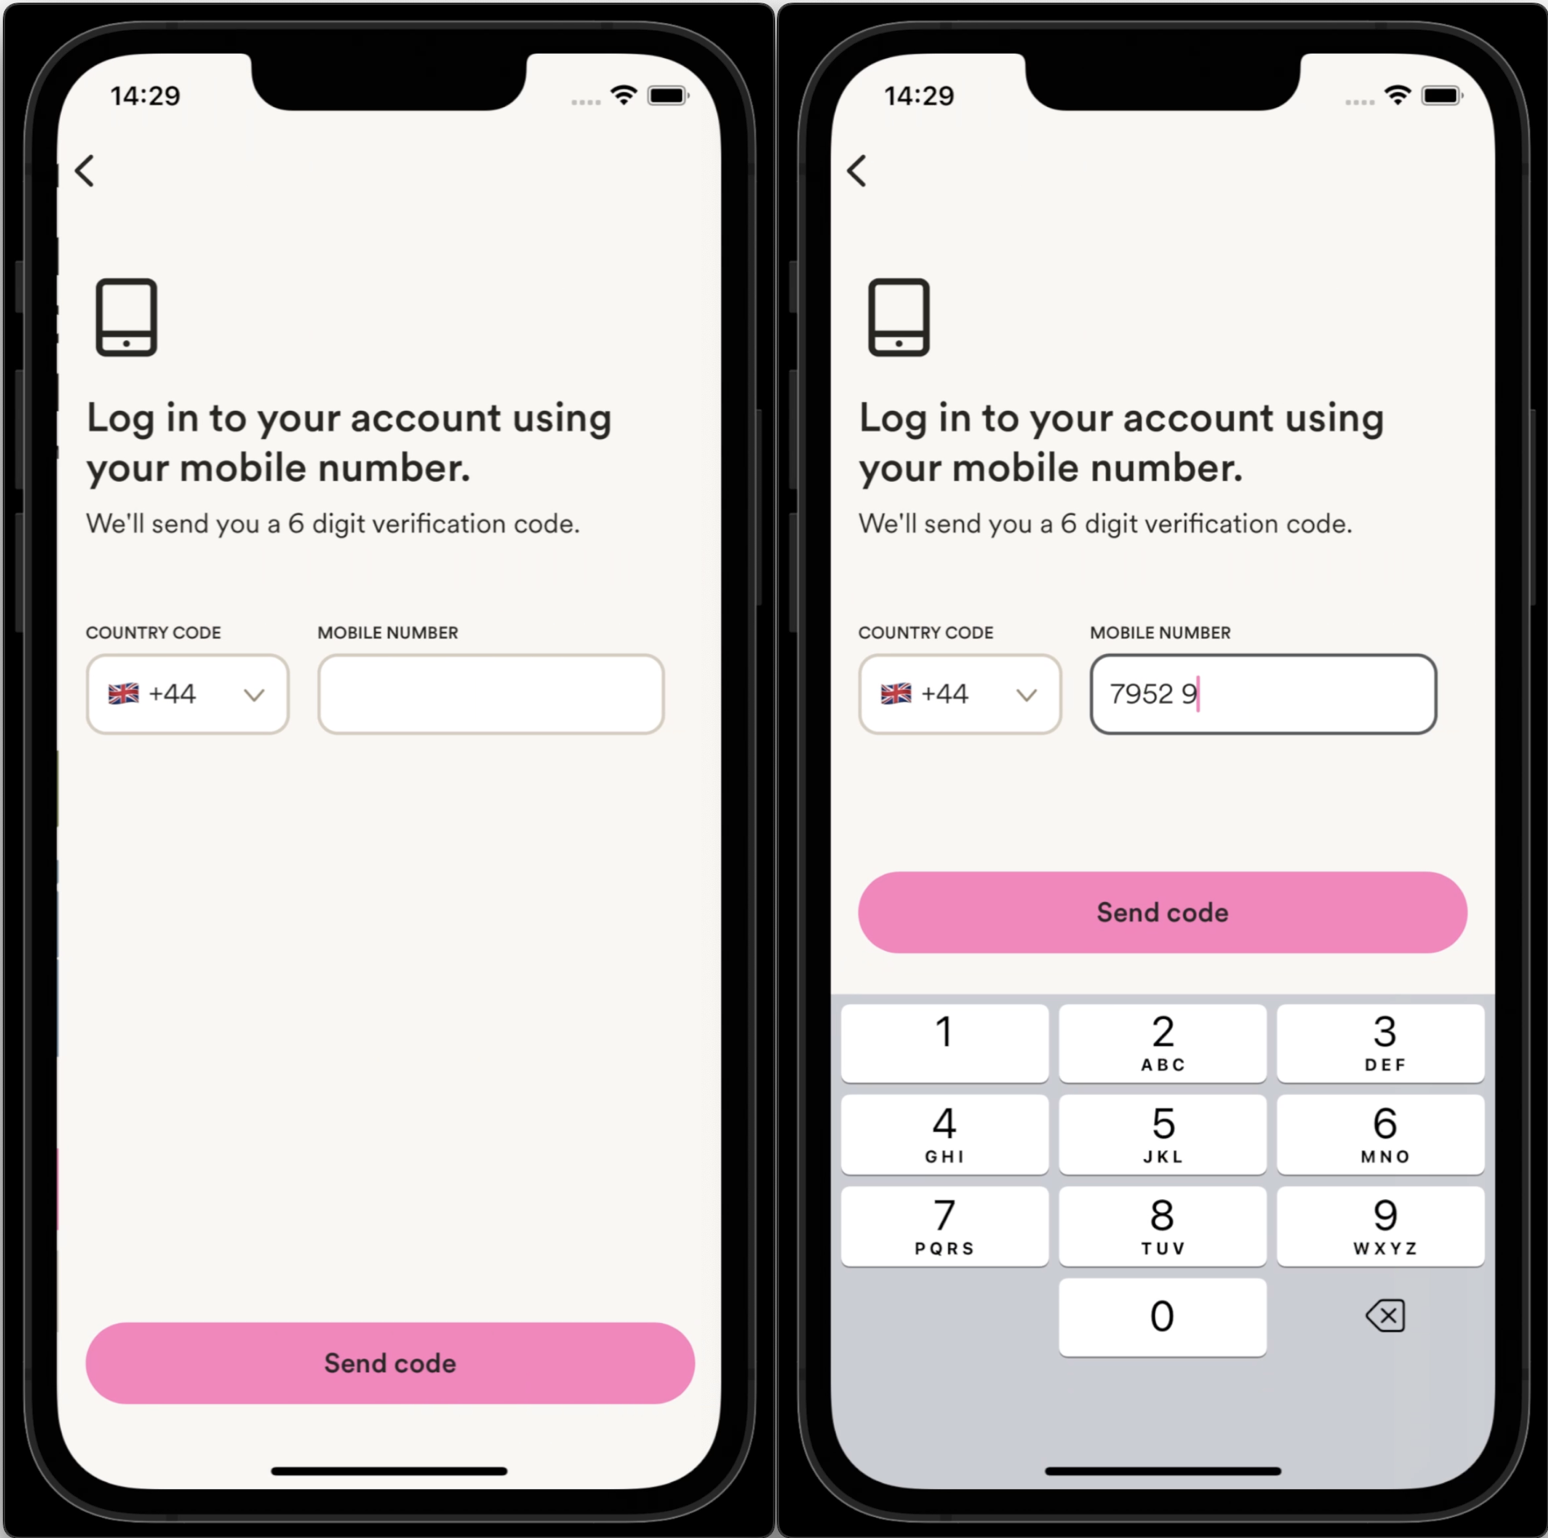 14:29
Log in to your account using
your mobile number.
We'll send you a 6 digit verification code.
COUNTRY CODE MOBILE NUMBER
+44
Send code
14:29
Log in to your account using
your mobile number.
We'll send you a 6 digit verification code.
COUNTRY CODE MOBILE NUMBER
+44 7952 9
Send code
1 2 3
ABC DEF
4 5 6
GHI JKL MNO
7 8 9
PQRS TUV WXYZ
0